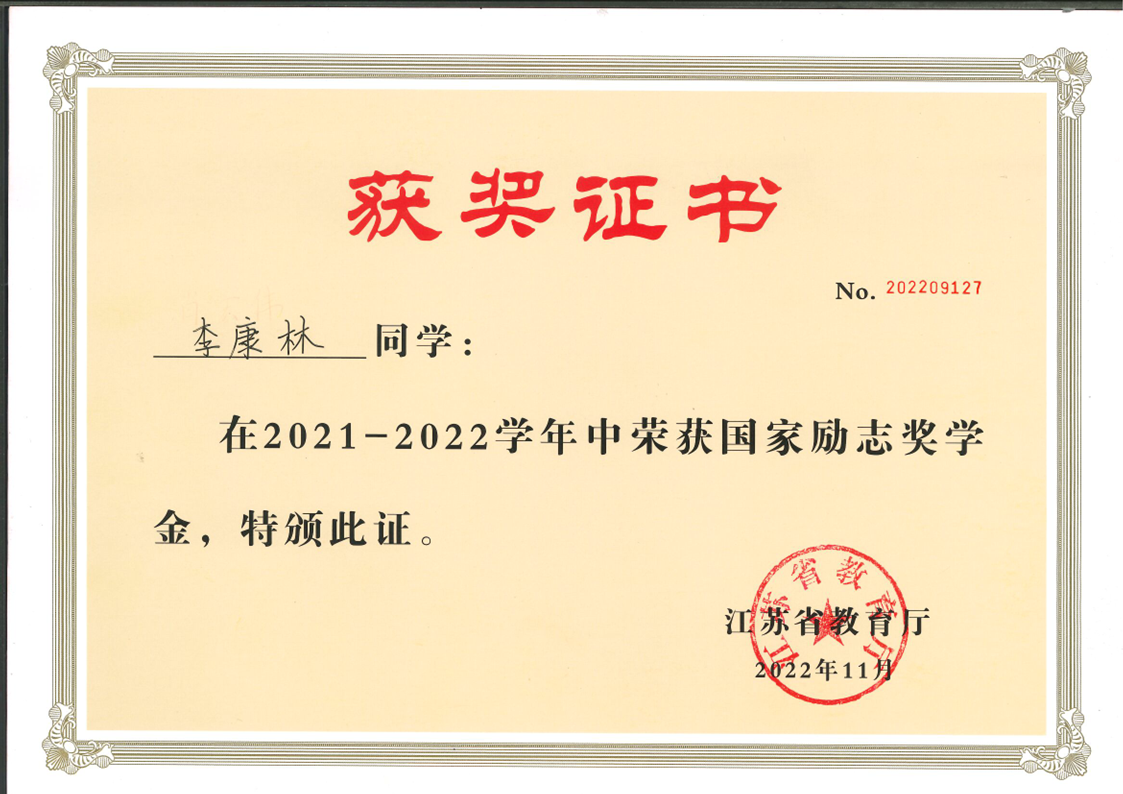 获奖证书
No. 202209127
李康林 同学：
在2021-2022学年中荣获国家励志奖学
金，特颁此证。
江苏省教育厅
江苏省教育厅
2022年11月